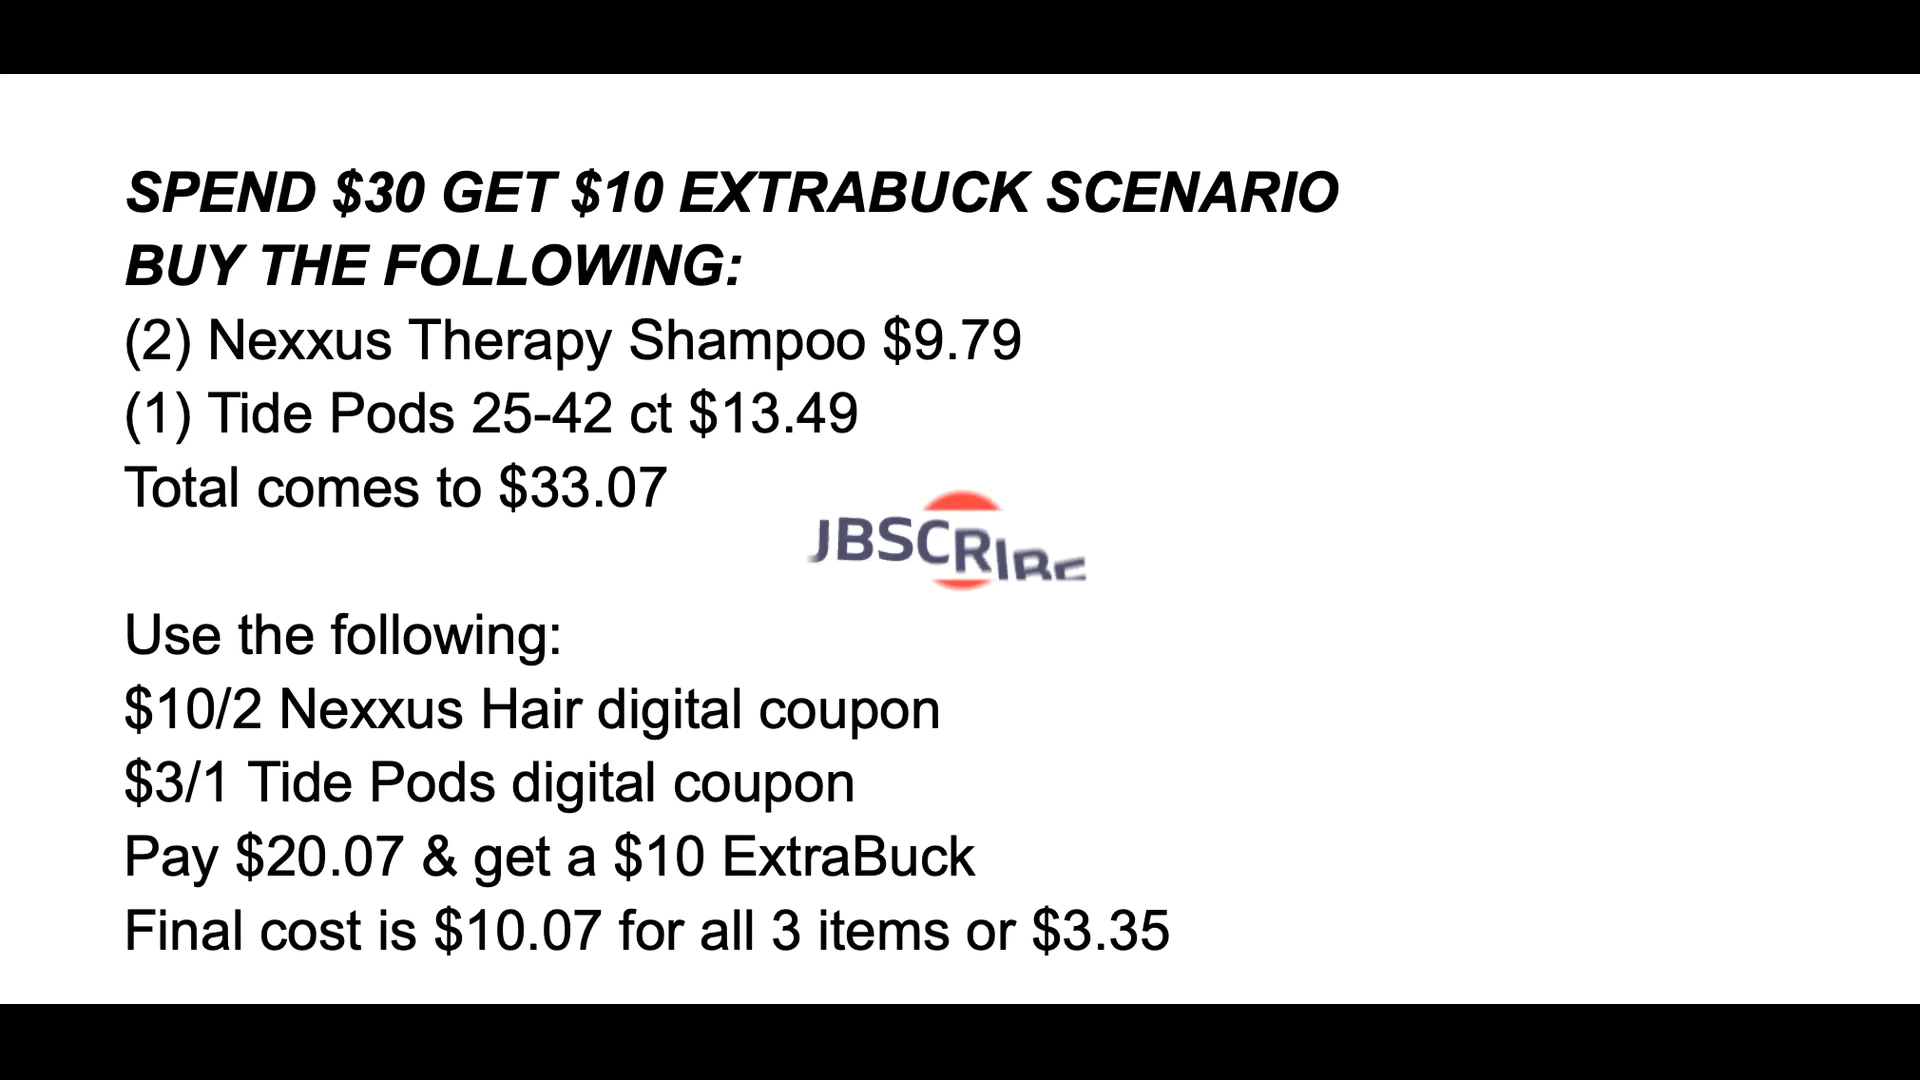 SPEND $30 GET $10 EXTRABUCK SCENARIO
BUY THE FOLLOWING:
(2) Nexxus Therapy Shampoo $9.79
(1) Tide Pods 25-42 ct $13.49
Total comes to $33.07
UBSCRIBE
Use the following:
$10/2 Nexxus Hair digital coupon
$3/1 Tide Pods digital coupon
Pay $20.07 & get a $10 ExtraBuck
Final cost is $10.07 for all 3 items or $3.35